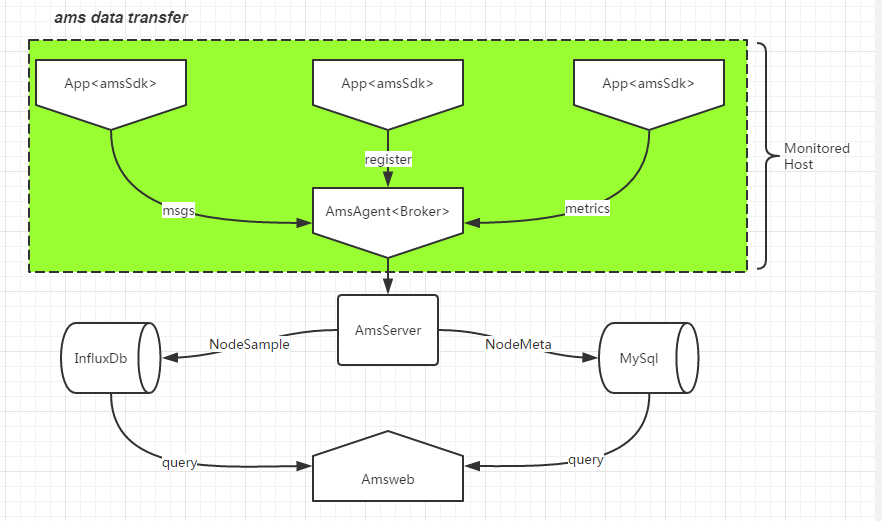 ams data transfer
App<amsSdk>
App<amsSdk>
App<amsSdk>
Monitored
Host
register
msgs
AmsAgent<Broker>
metrics
AmsServer
NodeSample
NodeMeta
InfluxDb
MySql
query
query
Amsweb